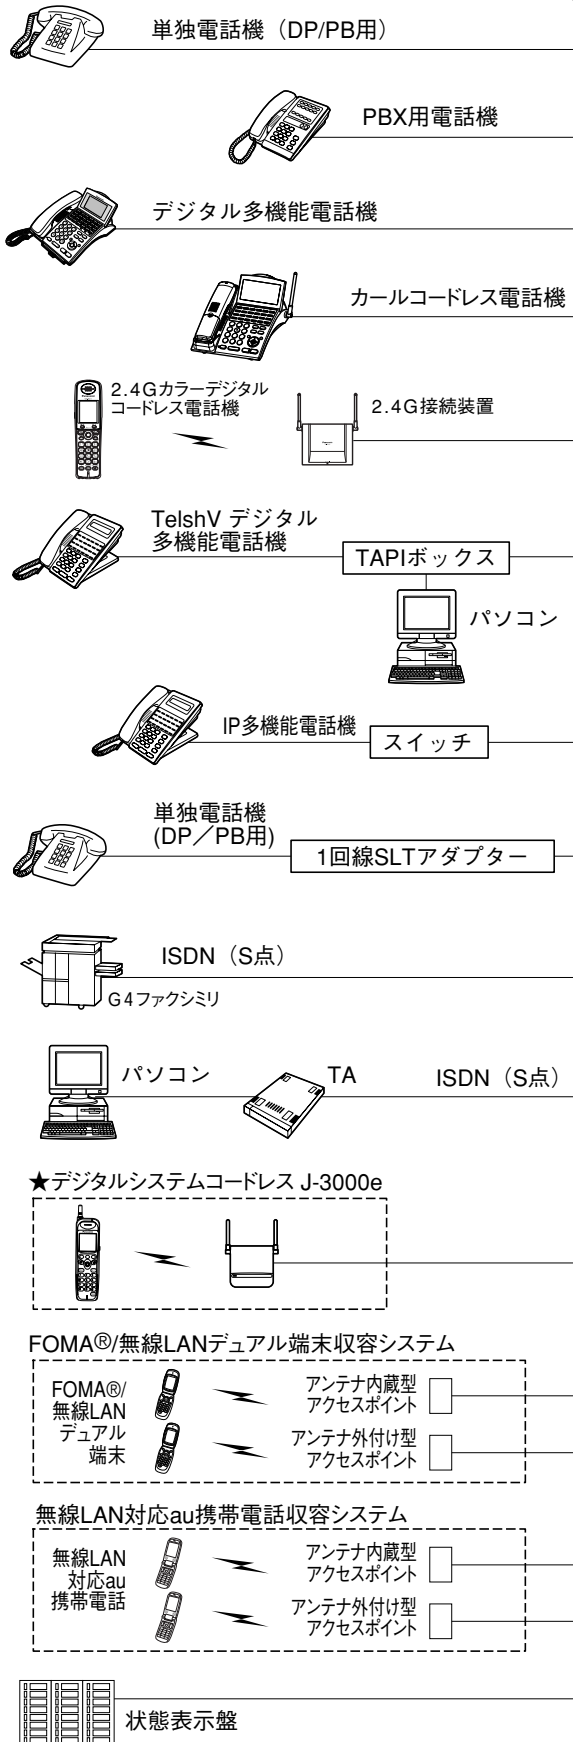 単独電話機（DP/PB用）
PBX用電話機
デジタル多機能電話機
カールコードレス電話機
2.4Gカラーデジタル
コードレス電話機
2.4G接続装置
TelshV デジタル
多機能電話機
TAPIボックス
パソコン
IP多機能電話機
スイッチ
単独電話機
(DP／PB用)
1回線SLTアダプター
ISDN（S点）
G4ファクシミリ
パソコン
TA
ISDN（S点）
★デジタルシステムコードレス J-3000e
FOMA®/無線LANデュアル端末収容システム
FOMA®/
無線LAN
デュアル
端末
アンテナ内蔵型
アクセスポイント
アンテナ外付け型
アクセスポイント
無線LAN対応au携帯電話収容システム
無線LAN
対応au
携帯電話
アンテナ内蔵型
アクセスポイント
アンテナ外付け型
アクセスポイント
状態表示盤